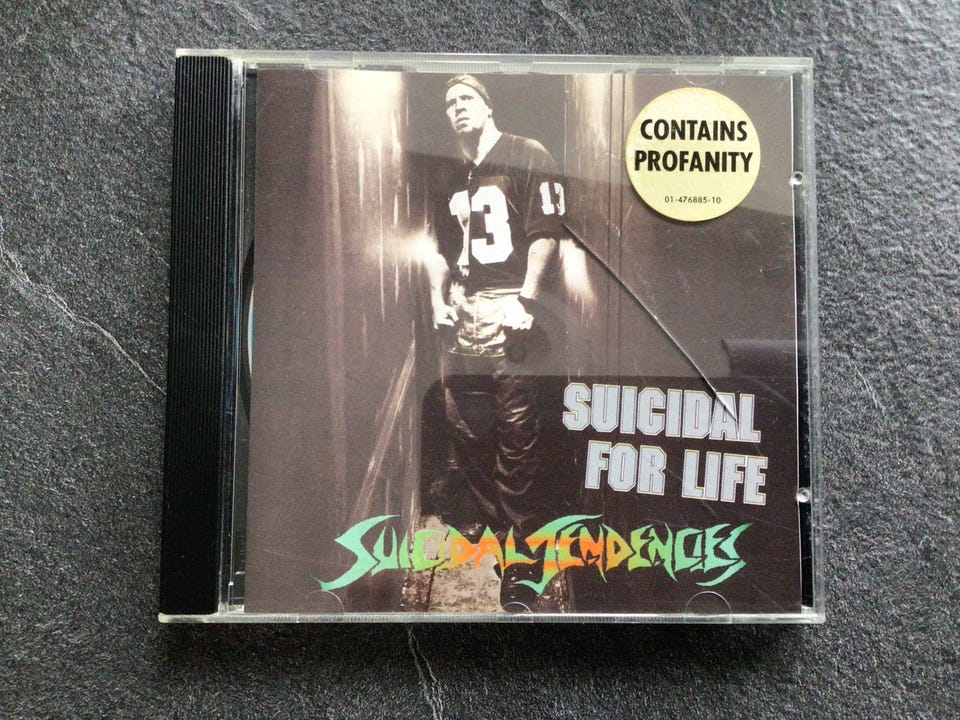 CONTAINS
PROFANITY
01-476885-10
13
13
SUICIDAL
FOR LIFE
SUICIDAL TENDENCIES